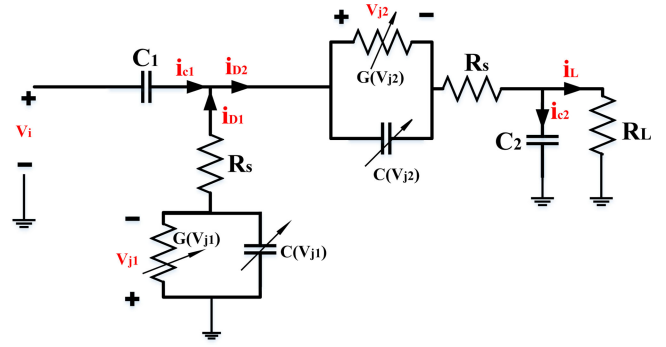 + Vj2 -
C1 ic1 iD2 G(Vj2) Rs iL
+ iD1 ic2
Vi C2 RL
- Rs C(Vj2)
- G(Vj1)
Vj1 C(Vj1)
+